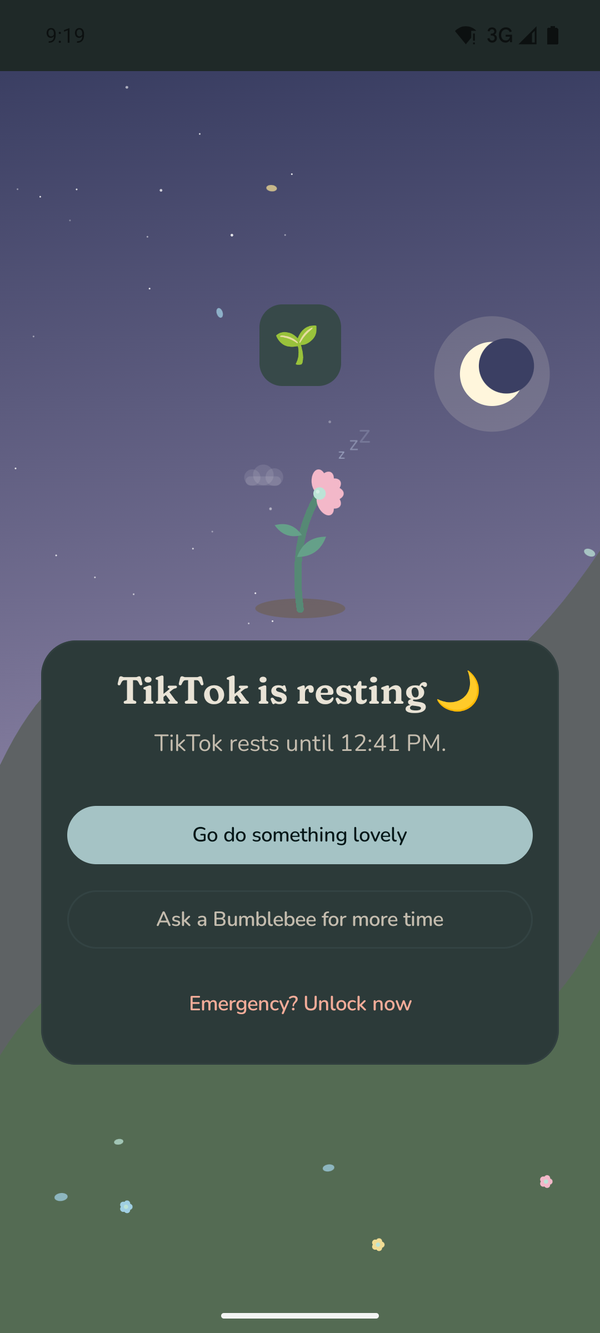 9:19
3G
z z Z
TikTok is resting 🌙
TikTok rests until 12:41 PM.
Go do something lovely
Ask a Bumblebee for more time
Emergency? Unlock now